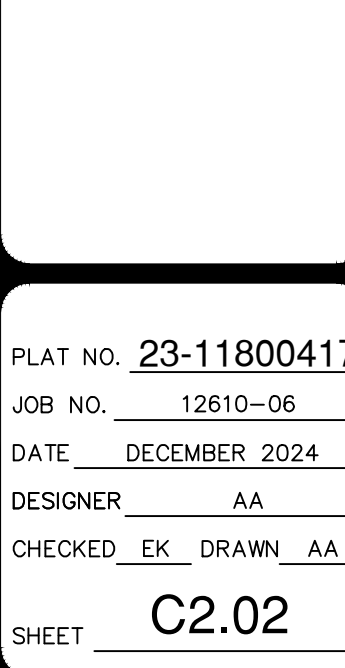 PLAT NO. 23-11800417
JOB NO. 12610-06
DATE DECEMBER 2024
DESIGNER AA
CHECKED EK DRAWN AA
SHEET C2.02